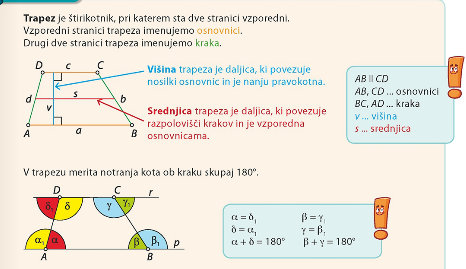 Trapez je štirikotnik, pri katerem sta dve stranici vzporedni.
Vzporedni stranici trapeza imenujemo osnovnici.
Drugi dve stranici trapeza imenujemo kraka.
D c C
Višina trapeza je daljica, ki povezuje
nosilki osnovnic in je nanju pravokotna.
d v s b
Srednjica trapeza je daljica, ki povezuje
razpolovišči krakov in je vzporedna
osnovnicama.
A a B
AB || CD
AB, CD ... osnovnici
BC, AD ... kraka
v ... višina
s ... srednjica
V trapezu merita notranja kota ob kraku skupaj 180°.
D C r
δ₁ δ γ γ₁
α₁ α β β₁ p
A B
α = δ₁ β = γ₁
δ = α₁ γ = β₁
α + δ = 180° β + γ = 180°